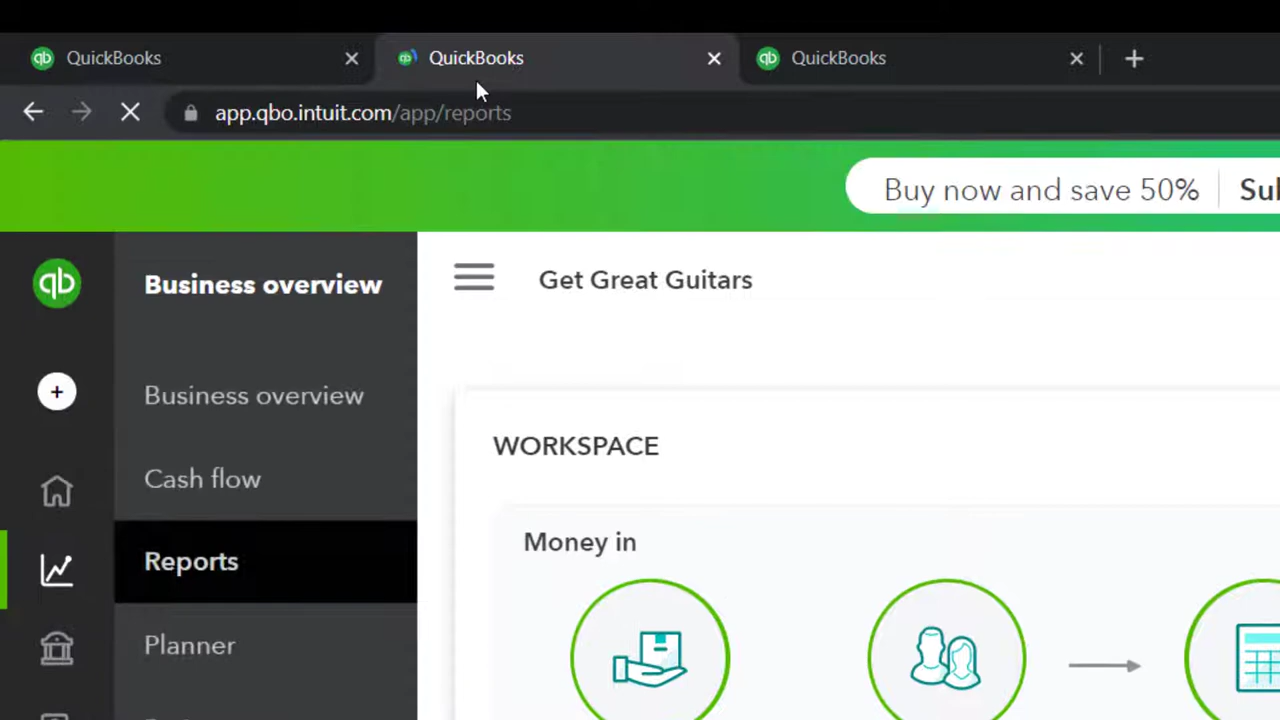 QuickBooks QuickBooks QuickBooks
app.qbo.intuit.com/app/reports
Buy now and save 50%
qb Business overview
Get Great Guitars
Business overview
WORKSPACE
Cash flow
Money in
Reports
Planner